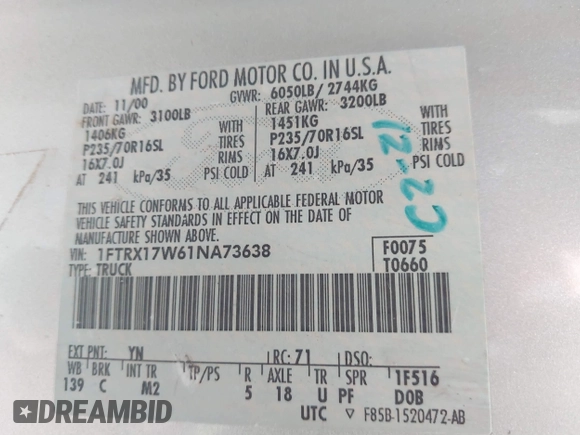 MFD. BY FORD MOTOR CO. IN U.S.A.
DATE: 11/00 GVWR: 6050LB/ 2744KG
FRONT GAWR: 3100LB REAR GAWR: 3200LB
1406KG WITH 1451KG WITH
P235/70R16SL TIRES P235/70R16SL TIRES
16X7.0J RIMS 16X7.0J RIMS
AT 241 kPa/35 PSI COLD AT 241 kPa/35 PSI COLD
C2-21
THIS VEHICLE CONFORMS TO ALL APPLICABLE FEDERAL MOTOR
VEHICLE SAFETY STANDARDS IN EFFECT ON THE DATE OF
MANUFACTURE SHOWN ABOVE.
VIN: 1FTRX17W61NA73638 F0075
TYPE: TRUCK T0660
EXT PNT: YN RC: 71 DSO:
WB BRK INT TR TP/PS R AXLE TR SPR 1F516
139 C M2 5 18 U PF DOB
UTC ▽ F85B-1520472-AB
DREAMBID